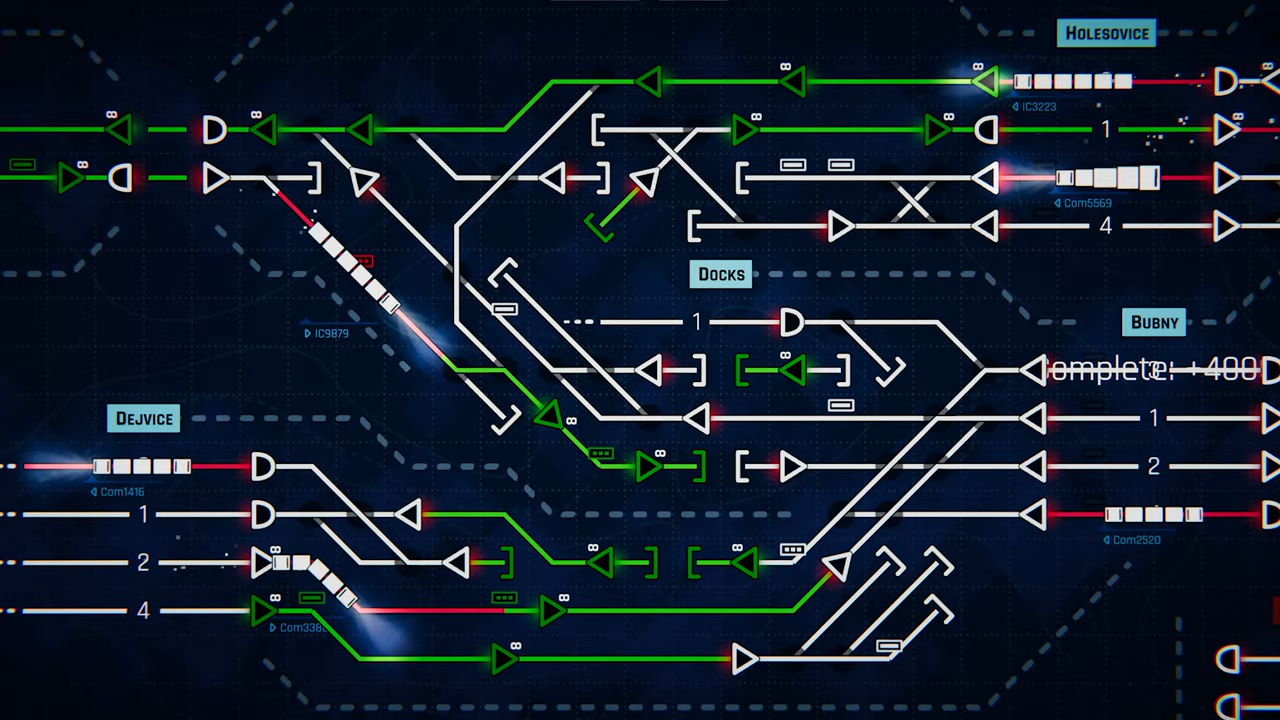 HOLESOVICE
IC3223
1
Com5569
4
DOCKS
1
BUBNY
IC9879
omplete: +400
3
1
DEJVICE
2
Com1416
1
Com2520
2
4